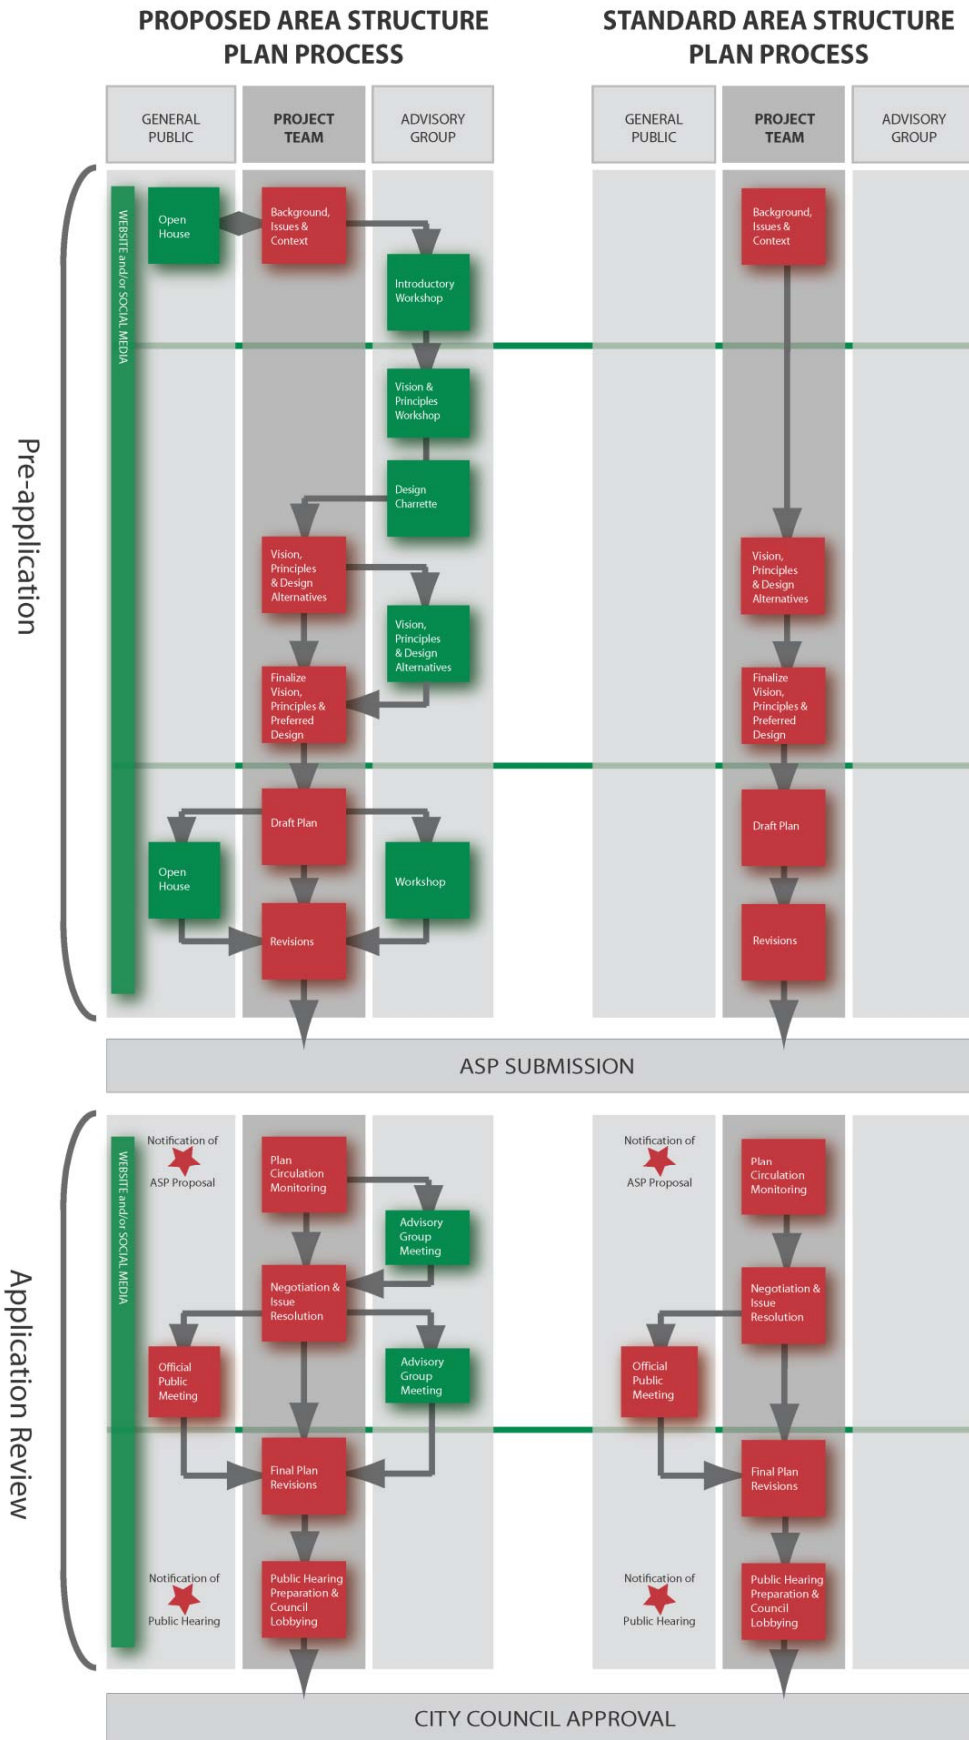 PROPOSED AREA STRUCTURE
PLAN PROCESS
STANDARD AREA STRUCTURE
PLAN PROCESS
GENERAL
PUBLIC
PROJECT
TEAM
ADVISORY
GROUP
GENERAL
PUBLIC
PROJECT
TEAM
ADVISORY
GROUP
Pre-application
WEBSITE and/or SOCIAL MEDIA
Open
House
Background,
Issues &
Context
Introductory
Workshop
Vision &
Principles
Workshop
Design
Charrette
Vision,
Principles
& Design
Alternatives
Vision,
Principles
& Design
Alternatives
Finalize
Vision,
Principles &
Preferred
Design
Draft Plan
Open
House
Workshop
Revisions
Background,
Issues &
Context
Vision,
Principles
& Design
Alternatives
Finalize
Vision,
Principles &
Preferred
Design
Draft Plan
Revisions
ASP SUBMISSION
Application Review
WEBSITE and/or SOCIAL MEDIA
Notification of
ASP Proposal
Plan
Circulation
Monitoring
Advisory
Group
Meeting
Negotiation &
Issue
Resolution
Official
Public
Meeting
Advisory
Group
Meeting
Final Plan
Revisions
Notification of
Public Hearing
Public Hearing
Preparation &
Council
Lobbying
Notification of
ASP Proposal
Plan
Circulation
Monitoring
Negotiation &
Issue
Resolution
Official
Public
Meeting
Final Plan
Revisions
Notification of
Public Hearing
Public Hearing
Preparation &
Council
Lobbying
CITY COUNCIL APPROVAL